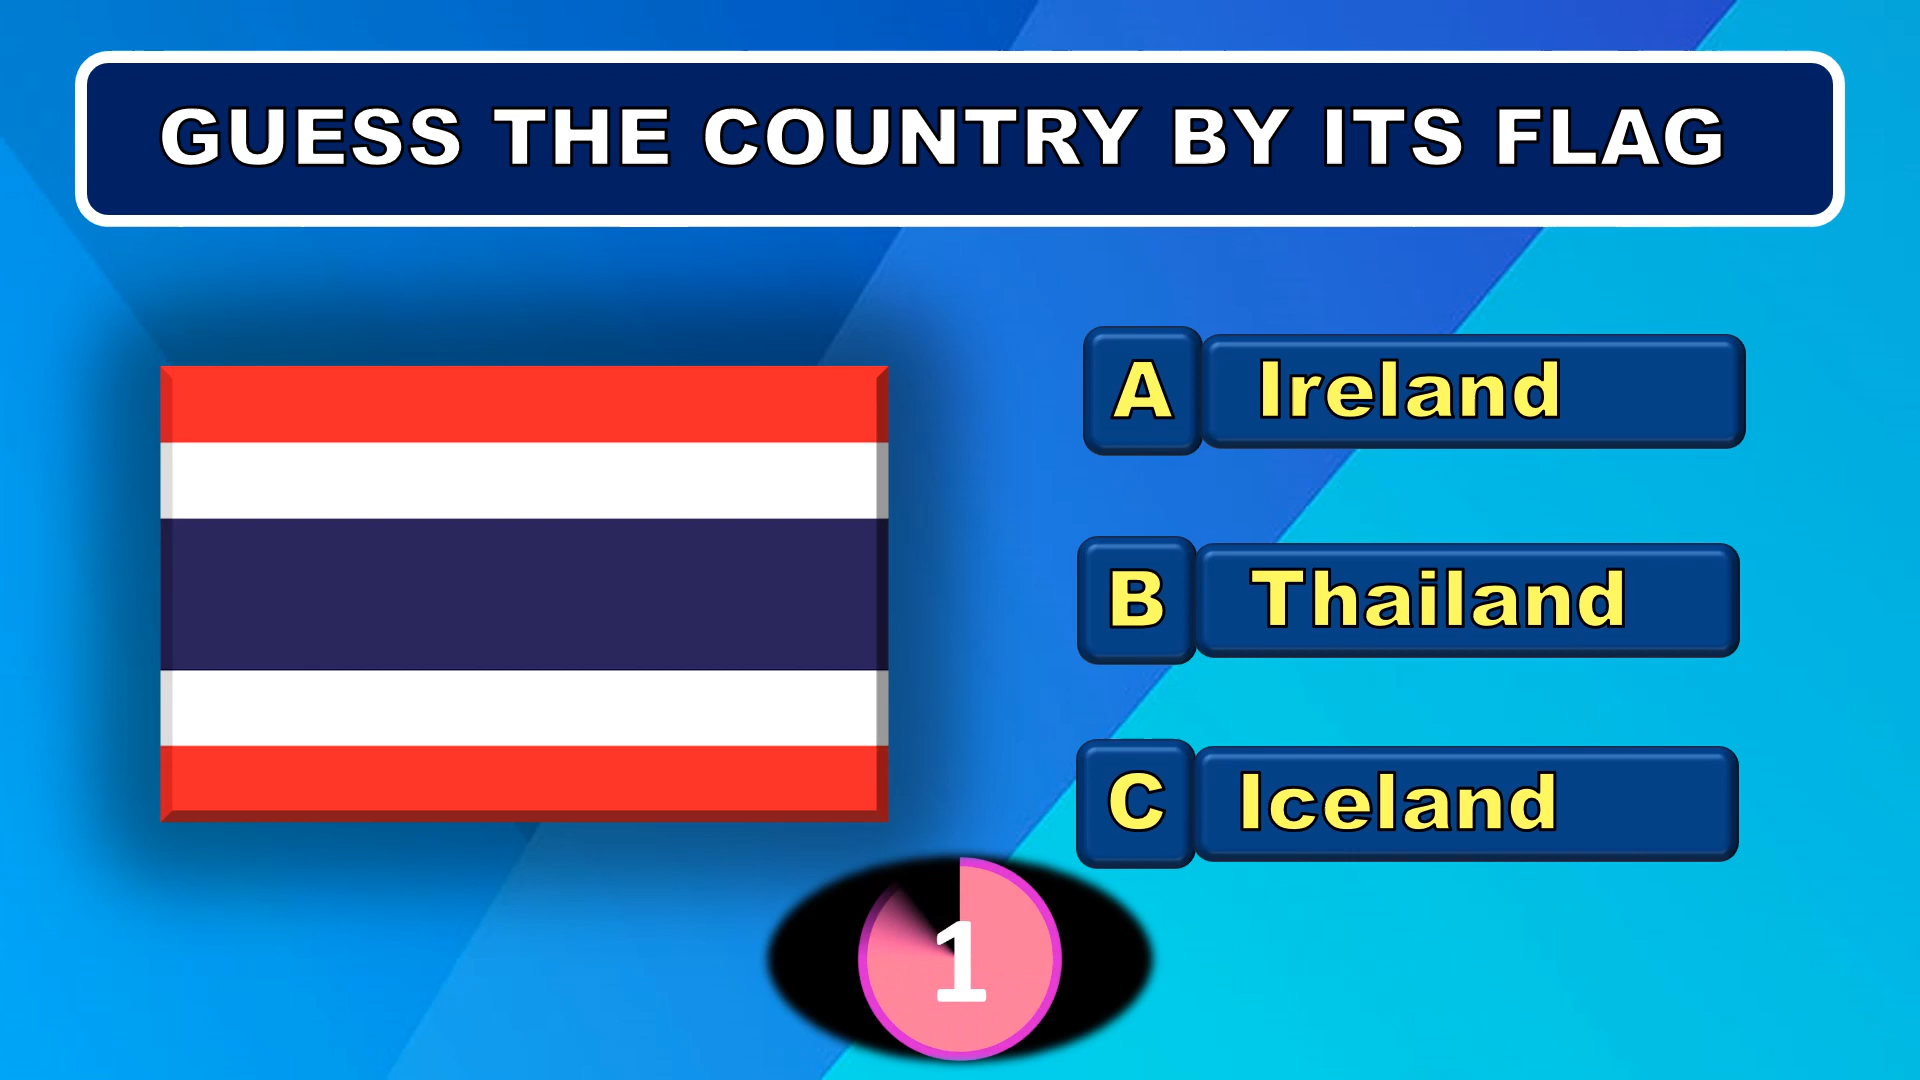 GUESS THE COUNTRY BY ITS FLAG
A Ireland
B Thailand
C Iceland
1